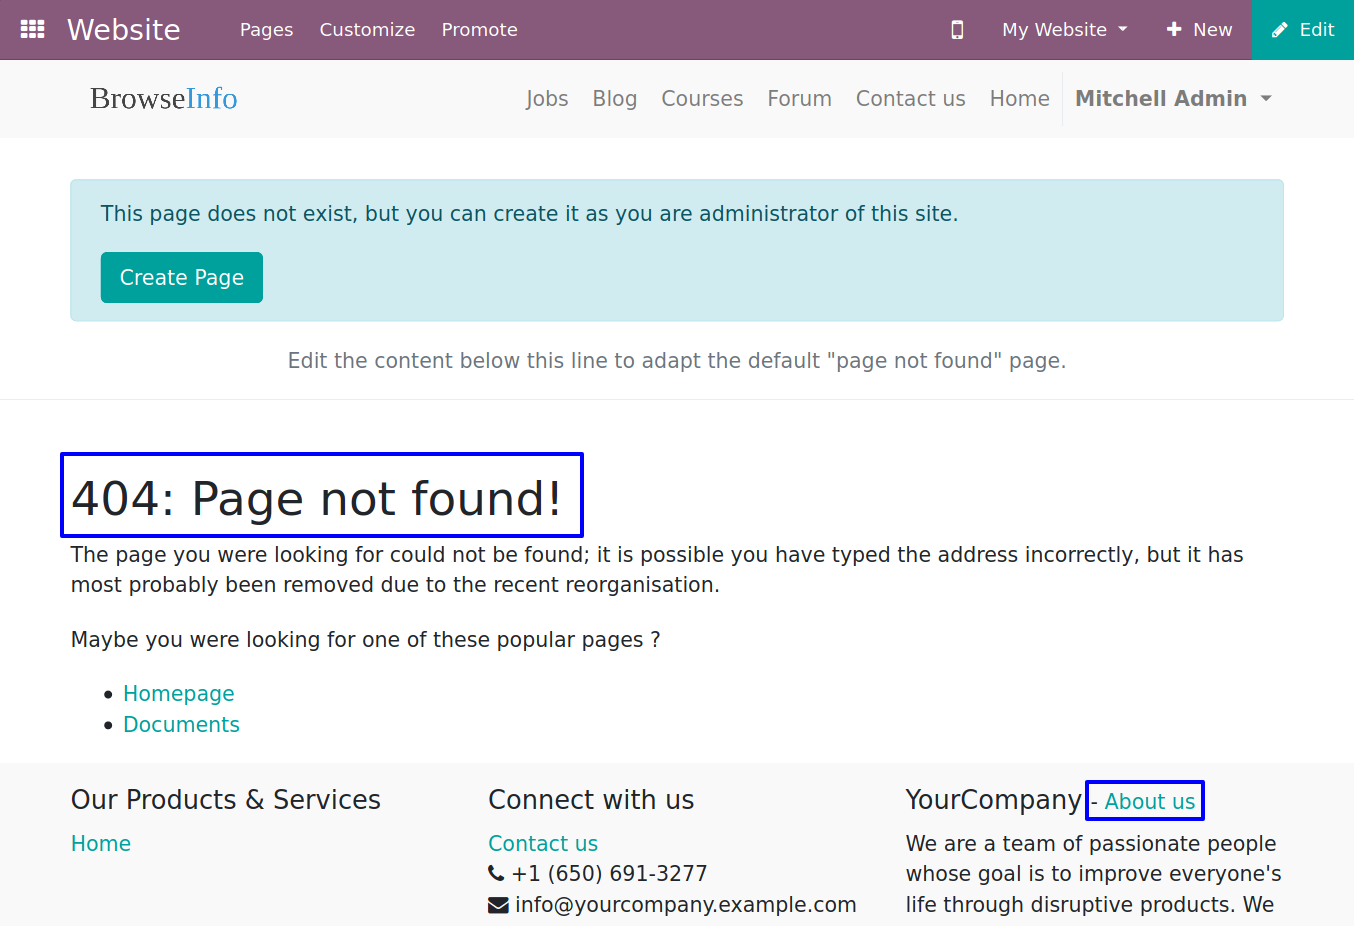 Website Pages Customize Promote My Website New Edit
BrowseInfo Jobs Blog Courses Forum Contact us Home Mitchell Admin
This page does not exist, but you can create it as you are administrator of this site.
Create Page
Edit the content below this line to adapt the default "page not found" page.
404: Page not found!
The page you were looking for could not be found; it is possible you have typed the address incorrectly, but it has
most probably been removed due to the recent reorganisation.
Maybe you were looking for one of these popular pages ?
• Homepage
• Documents
Our Products & Services
Home
Connect with us
Contact us
+1 (650) 691-3277
info@yourcompany.example.com
YourCompany - About us
We are a team of passionate people
whose goal is to improve everyone's
life through disruptive products. We